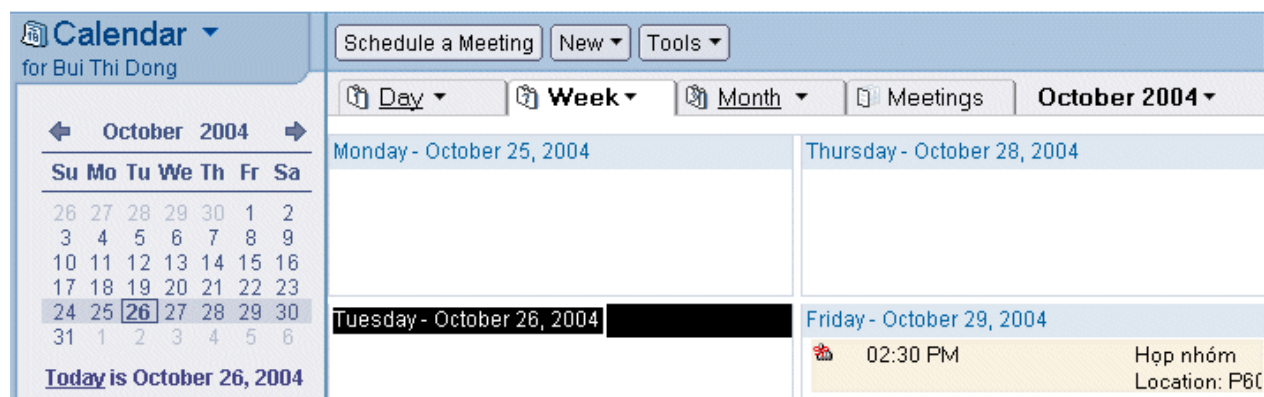 Calendar
for Bui Thi Dong
October 2004
Su Mo Tu We Th Fr Sa
26 27 28 29 30 1 2
3 4 5 6 7 8 9
10 11 12 13 14 15 16
17 18 19 20 21 22 23
24 25 26 27 28 29 30
31 1 2 3 4 5 6
Today is October 26, 2004
Schedule a Meeting New Tools
Day Week Month Meetings October 2004
Monday - October 25, 2004
Tuesday - October 26, 2004
Thursday - October 28, 2004
Friday - October 29, 2004
02:30 PM Họp nhóm
Location: